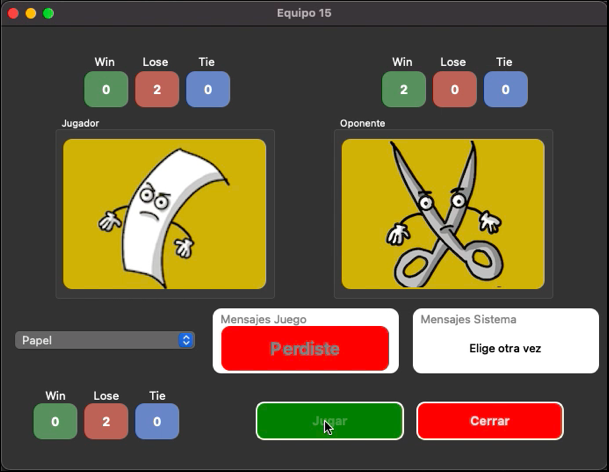 Equipo 15
Win Lose Tie
0 2 0
Win Lose Tie
2 0 0
Jugador
Oponente
Papel
Mensajes Juego
Perdiste
Mensajes Sistema
Elige otra vez
Win Lose Tie
0 2 0
Jugar
Cerrar